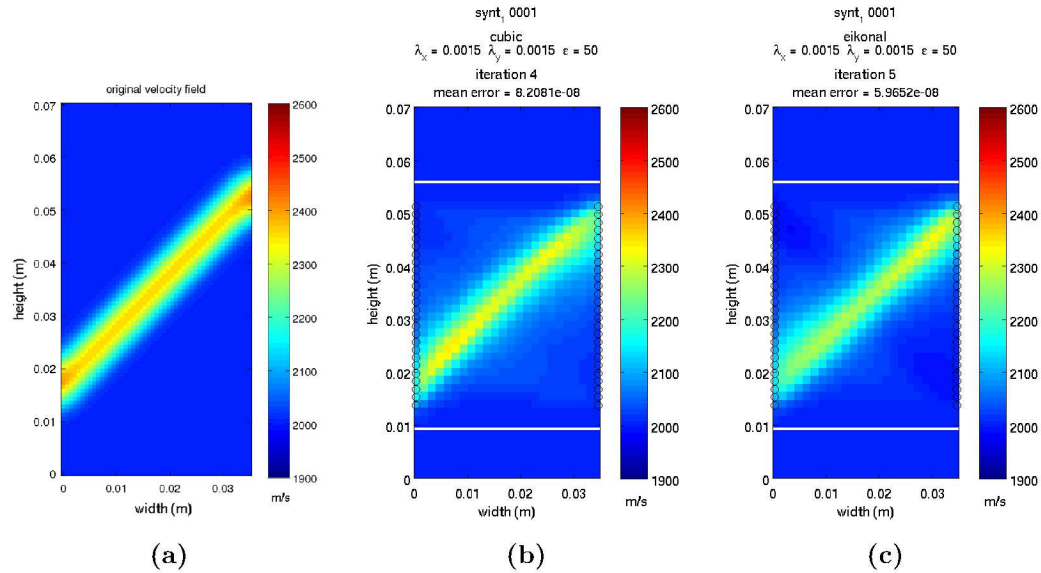 original velocity field
0.07
0.06
0.05
0.04
0.03
0.02
0.01
0
height (m)
0 0.01 0.02 0.03
width (m)
2600
2500
2400
2300
2200
2100
2000
1900
m/s
(a)
synt₁ 0001
cubic
λx = 0.0015 λy = 0.0015 ε = 50
iteration 4
mean error = 8.2081e-08
0.07
0.06
0.05
0.04
0.03
0.02
0.01
0
height (m)
0 0.01 0.02 0.03
width (m)
2600
2500
2400
2300
2200
2100
2000
1900
m/s
(b)
synt₁ 0001
eikonal
λx = 0.0015 λy = 0.0015 ε = 50
iteration 5
mean error = 5.9652e-08
0.07
0.06
0.05
0.04
0.03
0.02
0.01
0
height (m)
0 0.01 0.02 0.03
width (m)
2600
2500
2400
2300
2200
2100
2000
1900
m/s
(c)